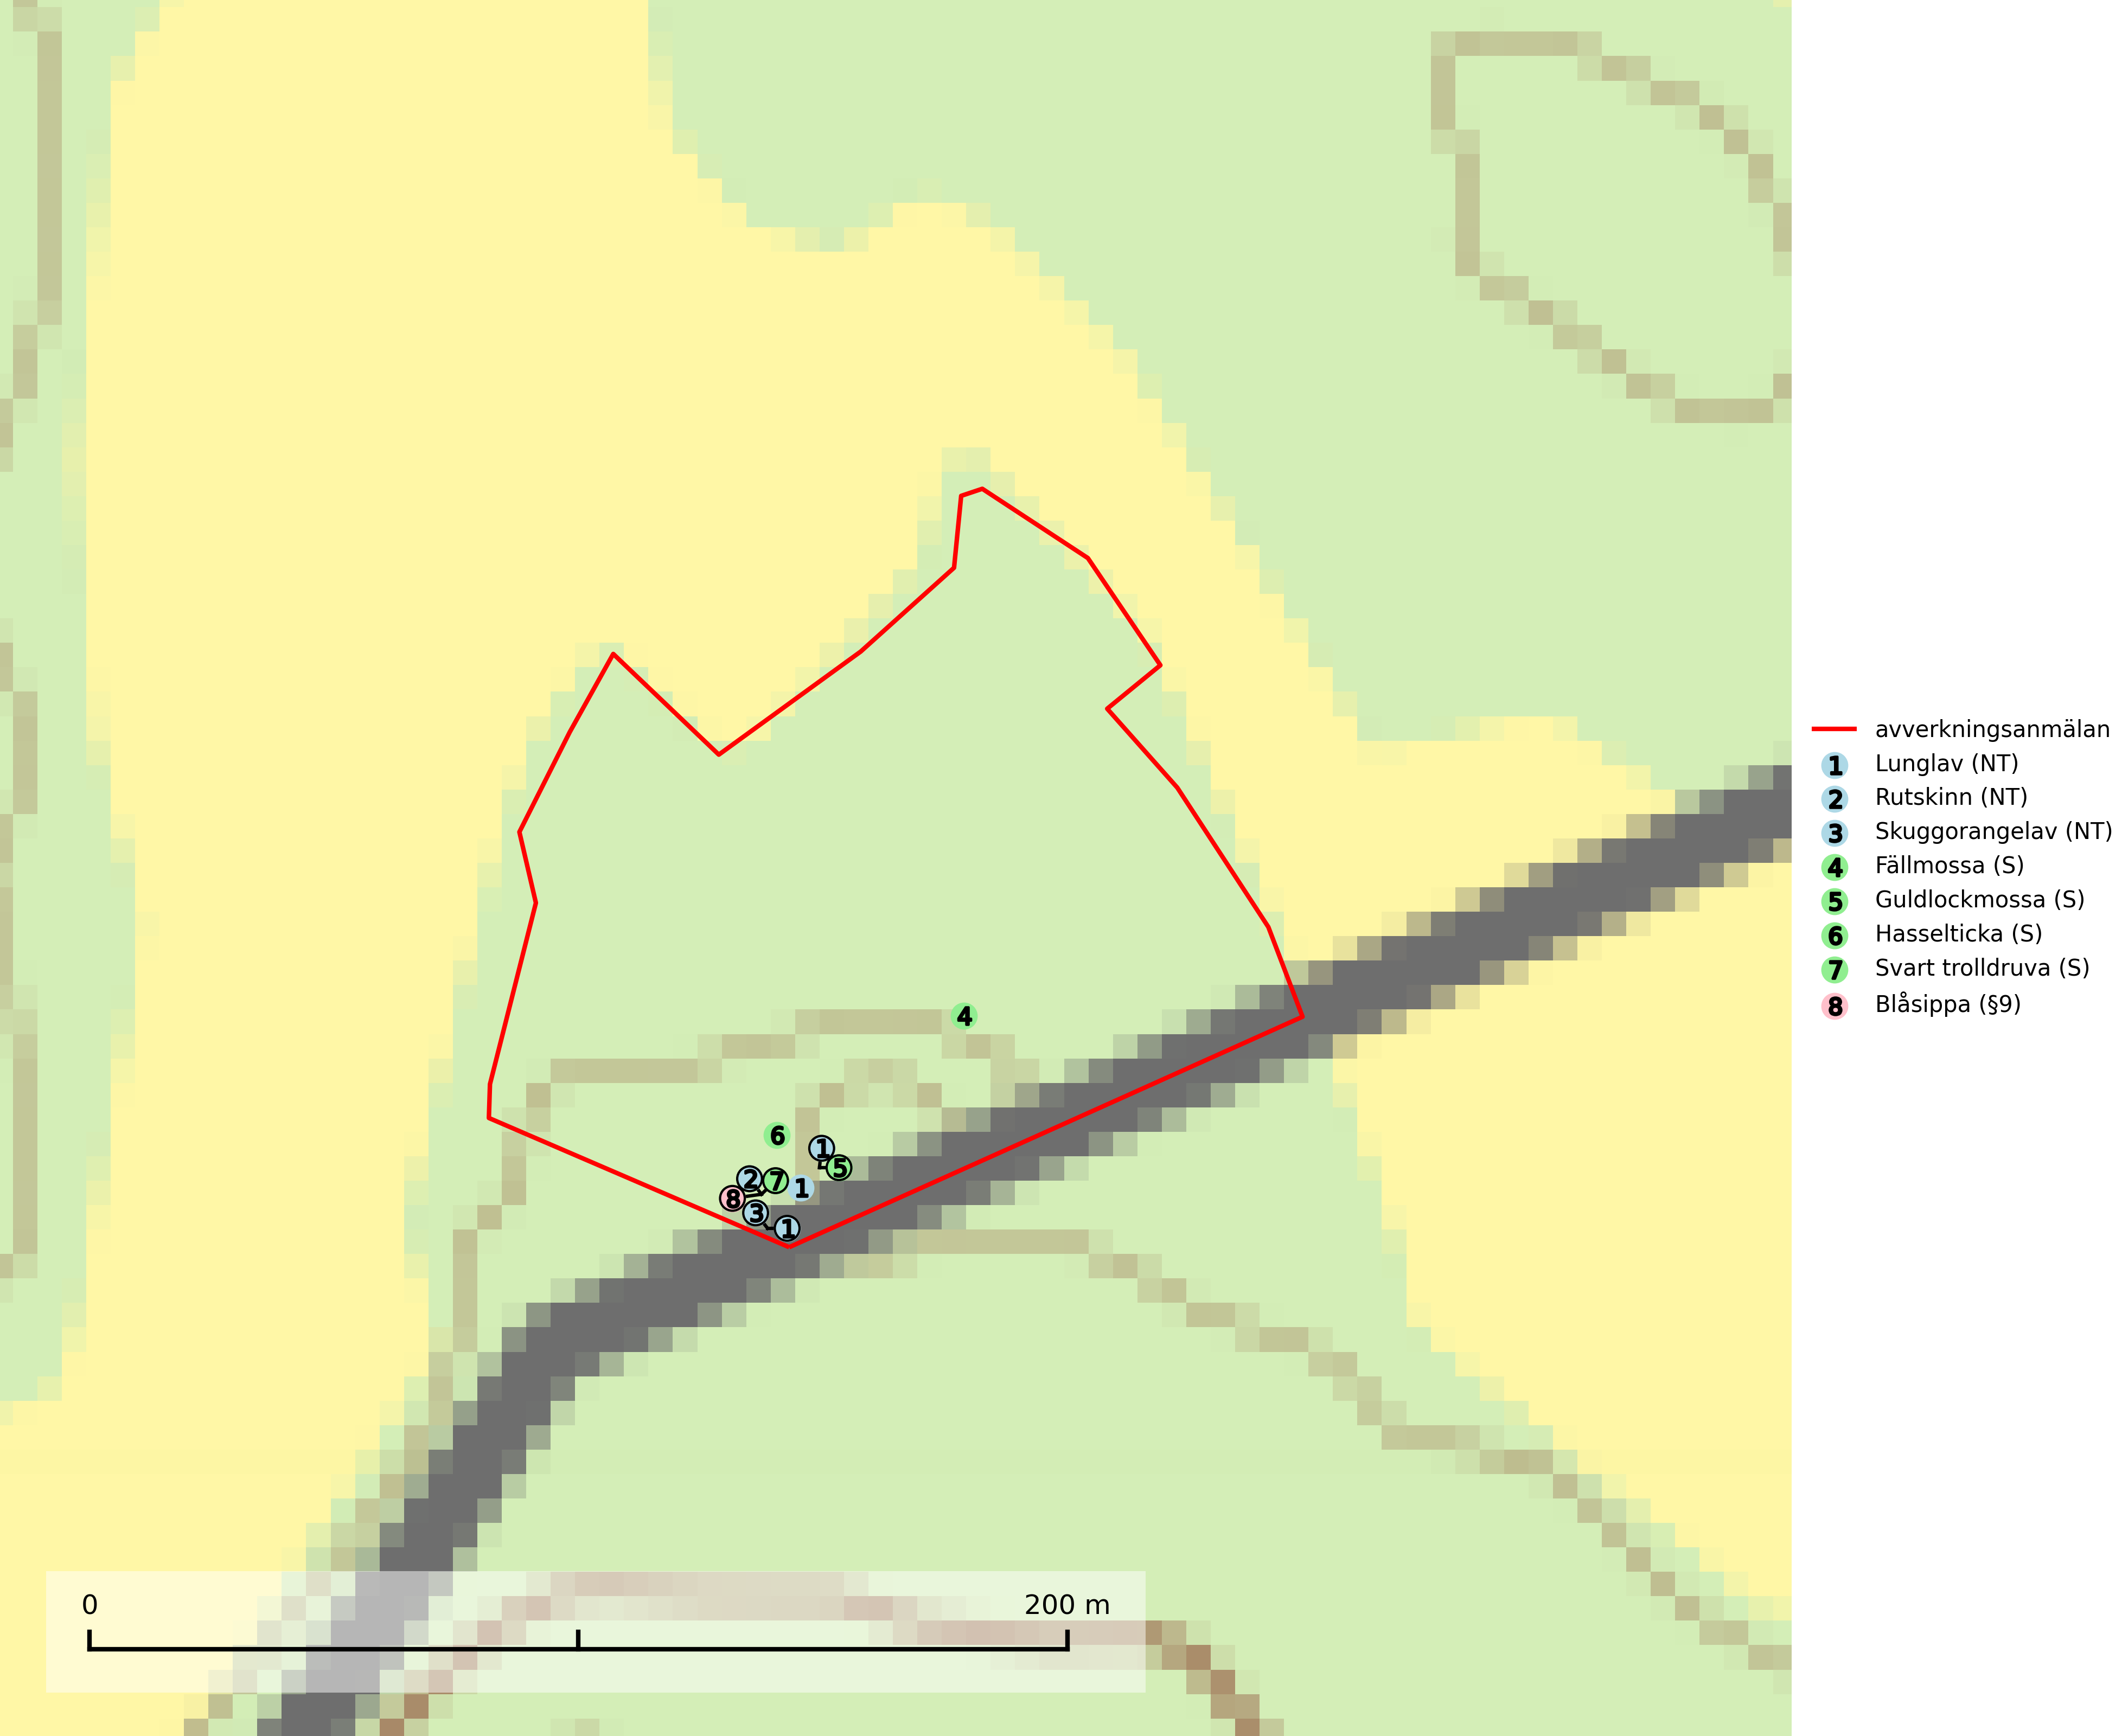 4
6
1
5
2
7
1
8
3
1
0
200 m
avverkningsanmälan
1 Lunglav (NT)
2 Rutskinn (NT)
3 Skuggorangelav (NT)
4 Fällmossa (S)
5 Guldlockmossa (S)
6 Hasselticka (S)
7 Svart trolldruva (S)
8 Blåsippa (§9)